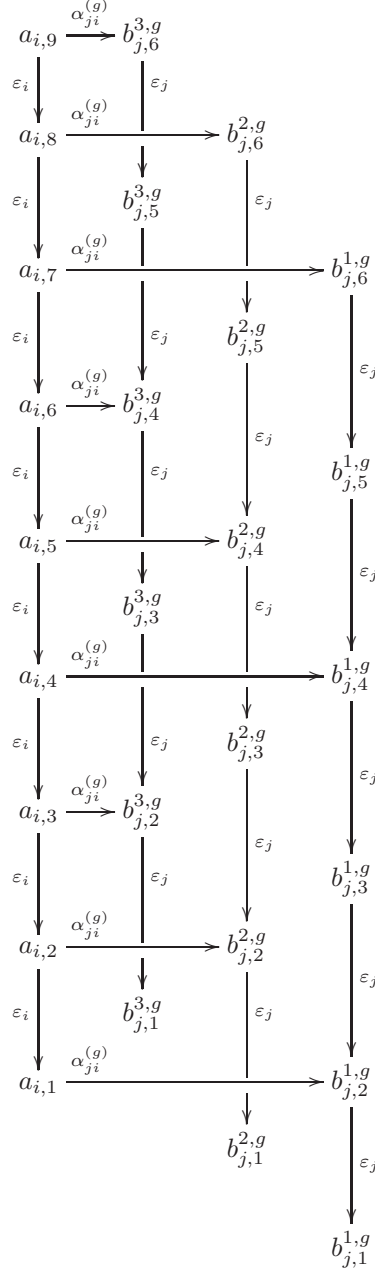 a_{i,9} α_{ji}^{(g)} b_{j,6}^{3,g}
ε_i ε_j
a_{i,8} α_{ji}^{(g)} b_{j,6}^{2,g}
b_{j,5}^{3,g}
ε_i ε_j
a_{i,7} α_{ji}^{(g)} b_{j,6}^{1,g}
ε_i ε_j b_{j,5}^{2,g} ε_j
a_{i,6} α_{ji}^{(g)} b_{j,4}^{3,g}
ε_i ε_j ε_j b_{j,5}^{1,g}
a_{i,5} α_{ji}^{(g)} b_{j,4}^{2,g}
ε_i b_{j,3}^{3,g} ε_j ε_j
a_{i,4} α_{ji}^{(g)} b_{j,4}^{1,g}
ε_i ε_j b_{j,3}^{2,g} ε_j
a_{i,3} α_{ji}^{(g)} b_{j,2}^{3,g}
ε_i ε_j ε_j b_{j,3}^{1,g}
a_{i,2} α_{ji}^{(g)} b_{j,2}^{2,g}
ε_i b_{j,1}^{3,g} ε_j ε_j
a_{i,1} α_{ji}^{(g)} b_{j,2}^{1,g}
b_{j,1}^{2,g} ε_j
b_{j,1}^{1,g}